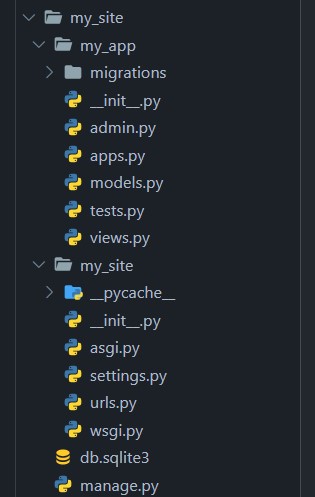 my_site
my_app
migrations
__init__.py
admin.py
apps.py
models.py
tests.py
views.py
my_site
__pycache__
__init__.py
asgi.py
settings.py
urls.py
wsgi.py
db.sqlite3
manage.py